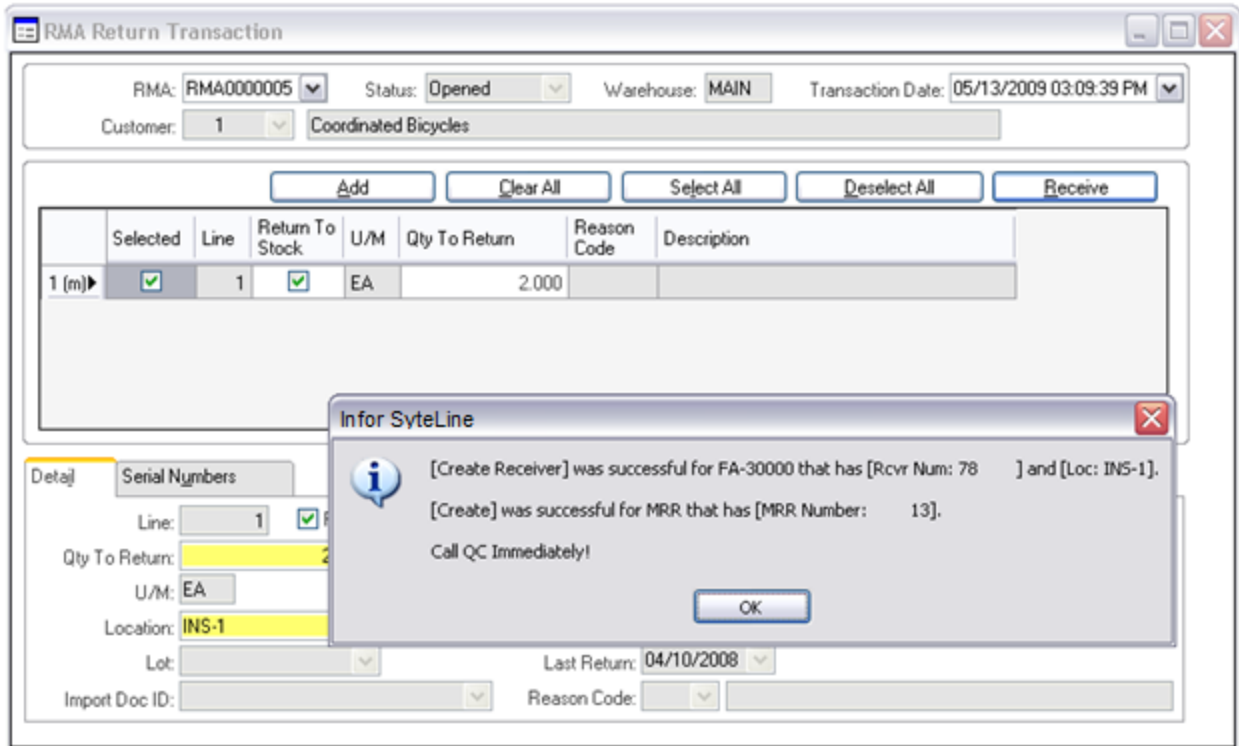 RMA Return Transaction
RMA: RMA0000005 Status: Opened Warehouse: MAIN Transaction Date: 05/13/2009 03:09:39 PM
Customer: 1 Coordinated Bicycles
Add Clear All Select All Deselect All Receive
Selected Line Return To Stock U/M Qty To Return Reason Code Description
1 (m) 1 EA 2.000
Infor SyteLine
[Create Receiver] was successful for FA-30000 that has [Rcvr Num: 78 ] and [Loc: INS-1].
[Create] was successful for MRR that has [MRR Number: 13].
Call QC Immediately!
OK
Detail Serial Numbers
Line: 1
Qty To Return:
U/M: EA
Location: INS-1
Lot: Last Return: 04/10/2008
Import Doc ID: Reason Code: